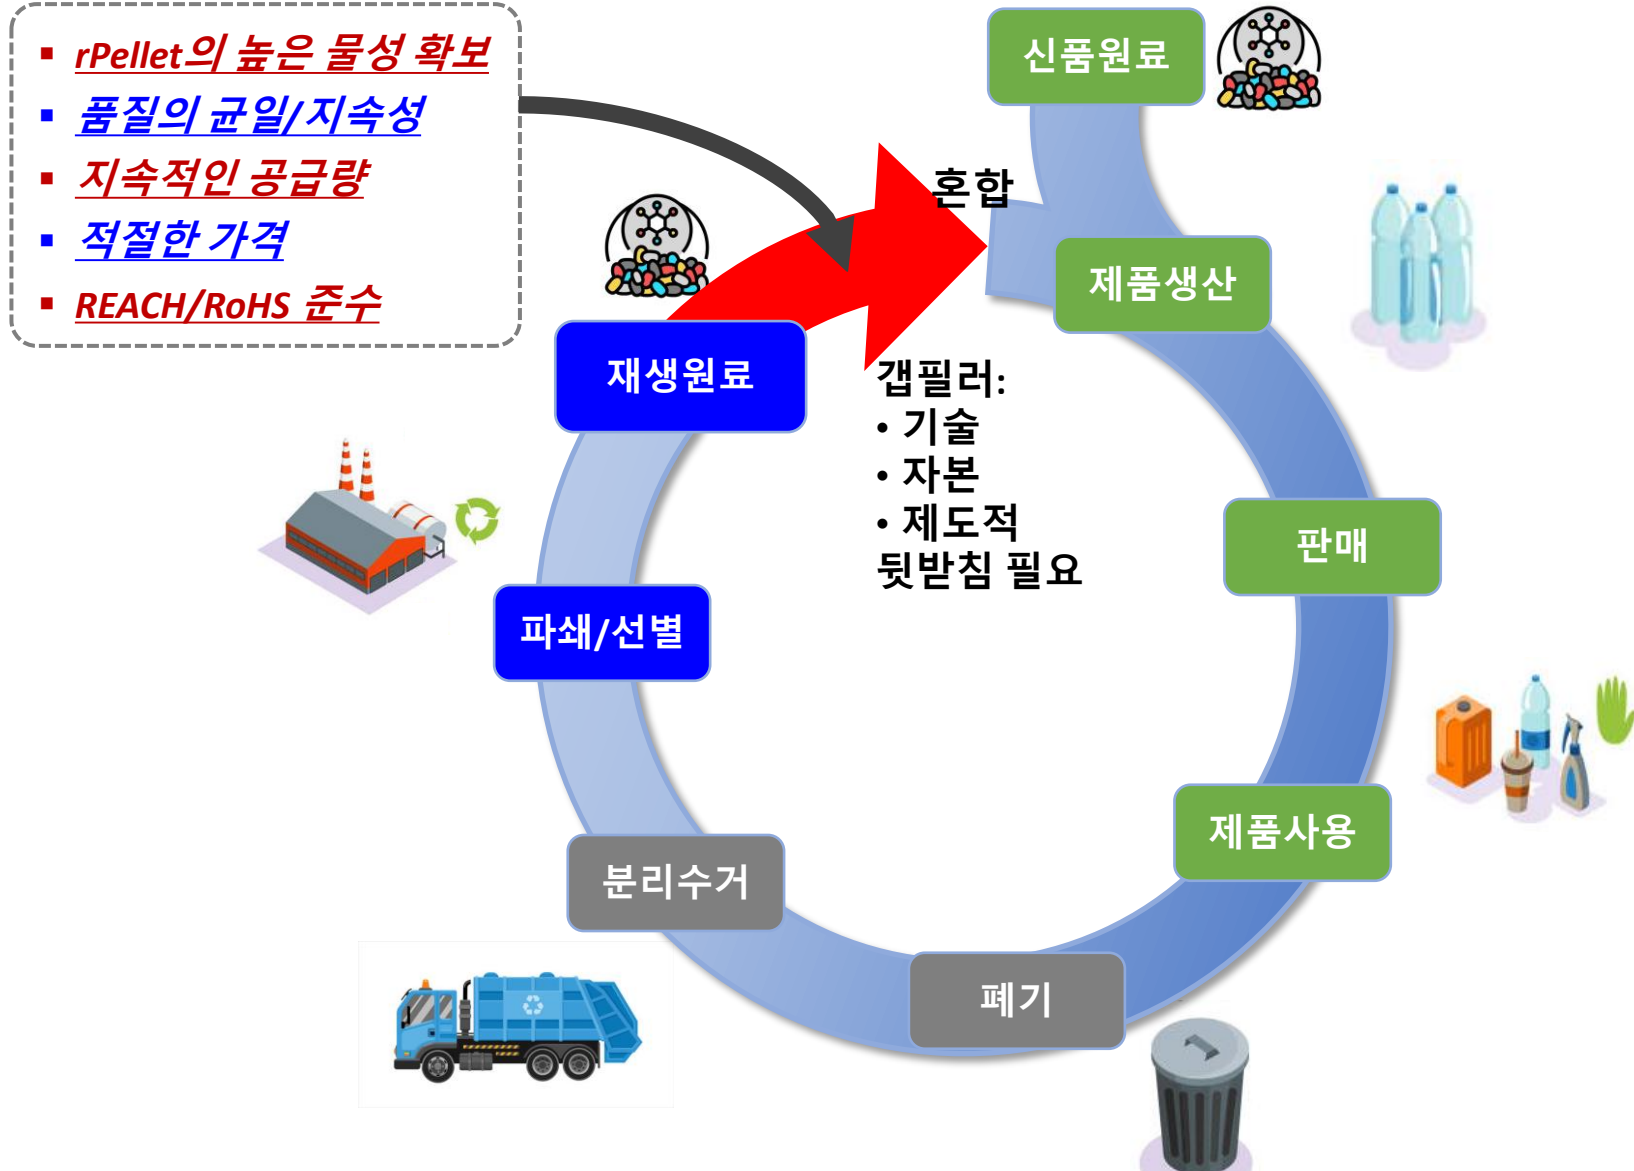 ▪ rPellet의 높은 물성 확보
▪ 품질의 균일/지속성
▪ 지속적인 공급량
▪ 적절한 가격
▪ REACH/RoHS 준수
신품원료
혼합
제품생산
재생원료
갭필러:
• 기술
• 자본
• 제도적
뒷받침 필요
판매
파쇄/선별
제품사용
분리수거
폐기